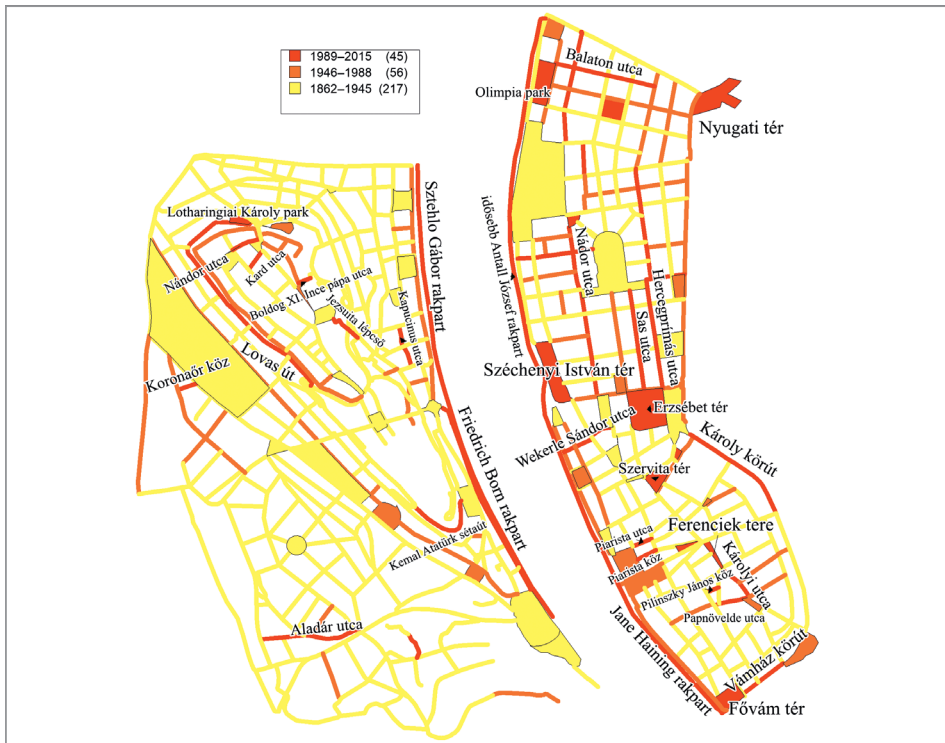 1989–2015 (45)
1946–1988 (56)
1862–1945 (217)
Balaton utca
Olimpia park
Nyugati tér
Lotharingiai Károly park
Sztehlo Gábor rakpart
idősebb Antall József rakpart
Nádor utca
Nándor utca
Kard utca
Boldog XI. Ince pápa utca
Jezsuita lépcső
Kapucinus utca
Hercegprímás utca
Sas utca
Koronaőr köz
Lovas út
Széchenyi István tér
Erzsébet tér
Wekerle Sándor utca
Károly körút
Friedrich Born rakpart
Szervita tér
Ferenciek tere
Kemal Atatürk sétaút
Piarista utca
Piarista köz
Károlyi utca
Pilinszky János köz
Papnövelde utca
Aladár utca
Jane Haining rakpart
Vámház körút
Fővám tér